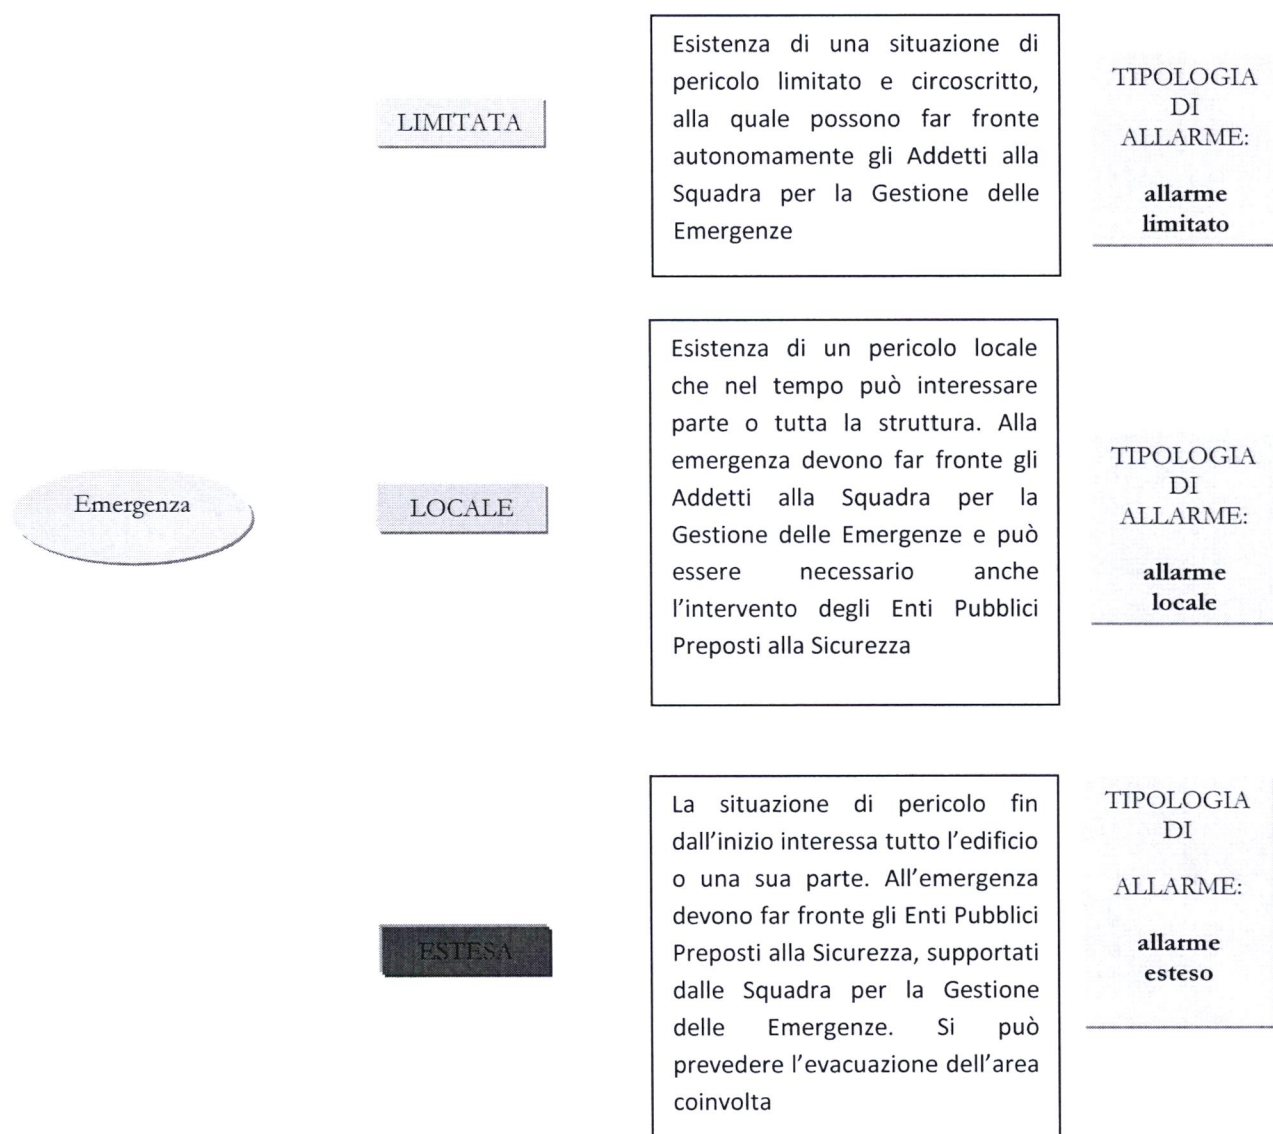 LIMITATA
Esistenza di una situazione di
pericolo limitato e circoscritto,
alla quale possono far fronte
autonomamente gli Addetti alla
Squadra per la Gestione delle
Emergenze
TIPOLOGIA
DI
ALLARME:
allarme
limitato
Emergenza
LOCALE
Esistenza di un pericolo locale
che nel tempo può interessare
parte o tutta la struttura. Alla
emergenza devono far fronte gli
Addetti alla Squadra per la
Gestione delle Emergenze e può
essere necessario anche
l'intervento degli Enti Pubblici
Preposti alla Sicurezza
TIPOLOGIA
DI
ALLARME:
allarme
locale
ESTESA
La situazione di pericolo fin
dall'inizio interessa tutto l'edificio
o una sua parte. All'emergenza
devono far fronte gli Enti Pubblici
Preposti alla Sicurezza, supportati
dalle Squadra per la Gestione
delle Emergenze. Si può
prevedere l'evacuazione dell'area
coinvolta
TIPOLOGIA
DI
ALLARME:
allarme
esteso